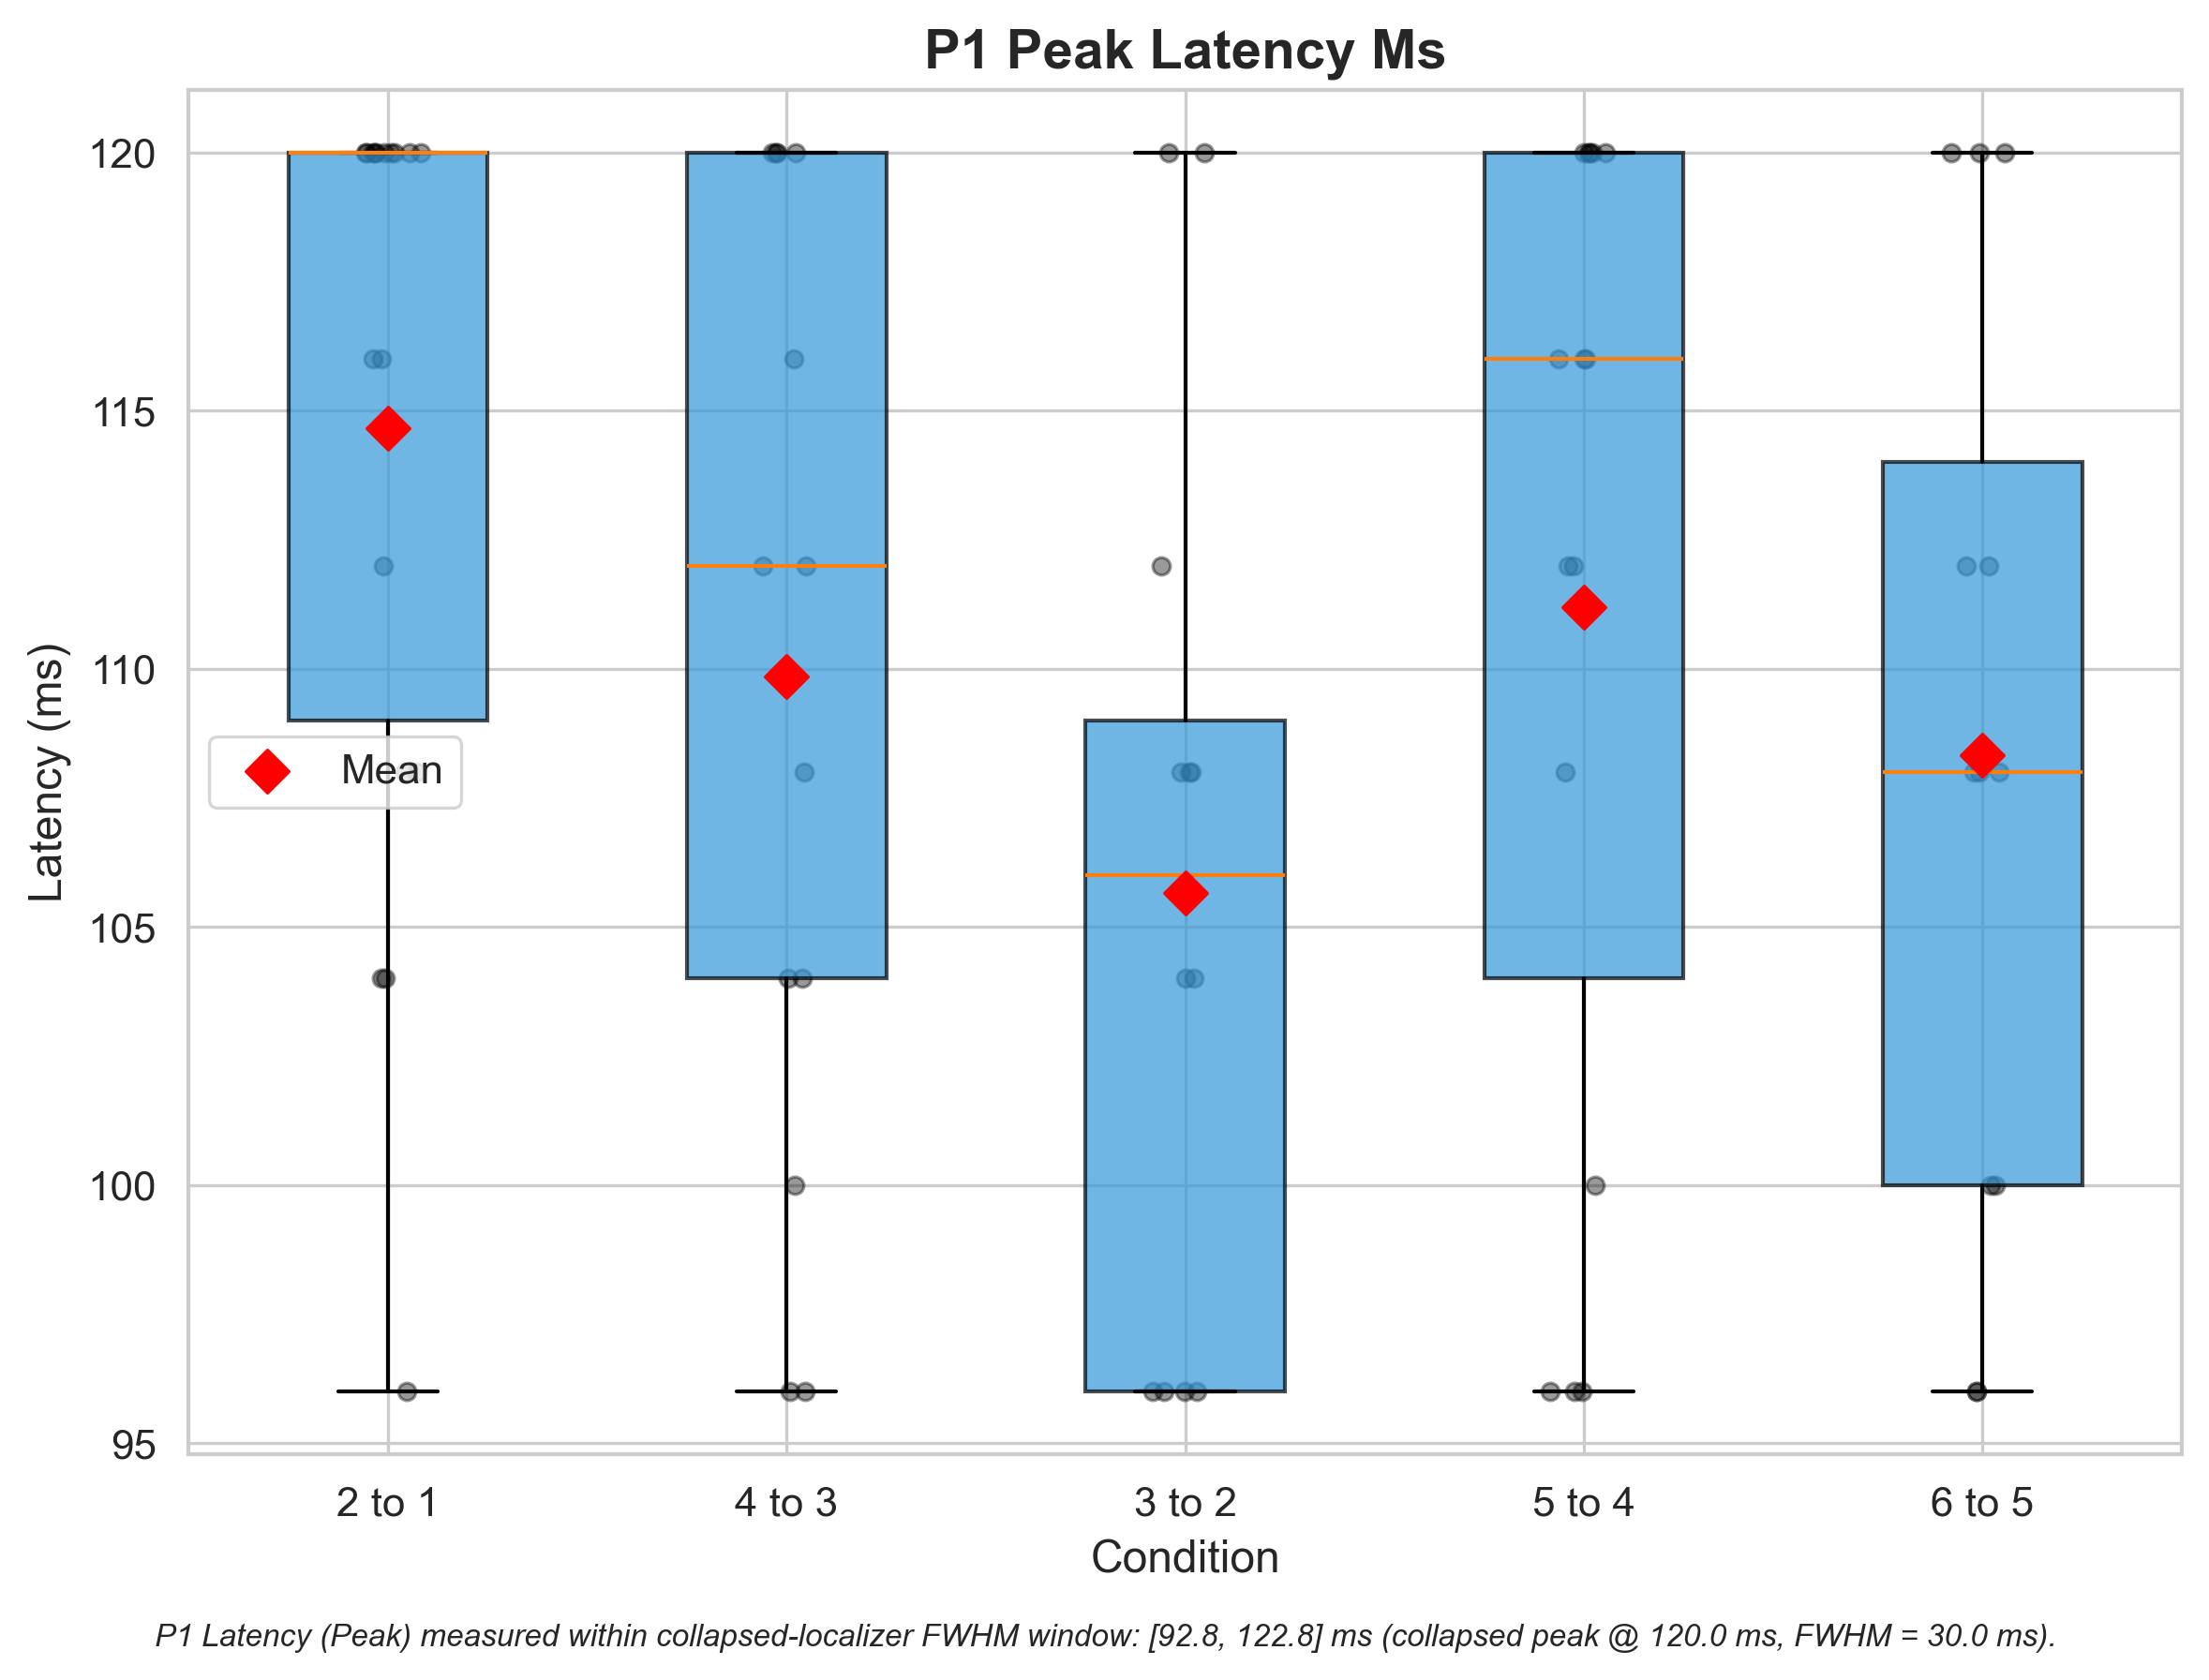 P1 Peak Latency Ms
Latency (ms)
120
115
110
105
100
95
Mean
2 to 1
4 to 3
3 to 2
5 to 4
6 to 5
Condition
P1 Latency (Peak) measured within collapsed-localizer FWHM window: [92.8, 122.8] ms (collapsed peak @ 120.0 ms, FWHM = 30.0 ms).